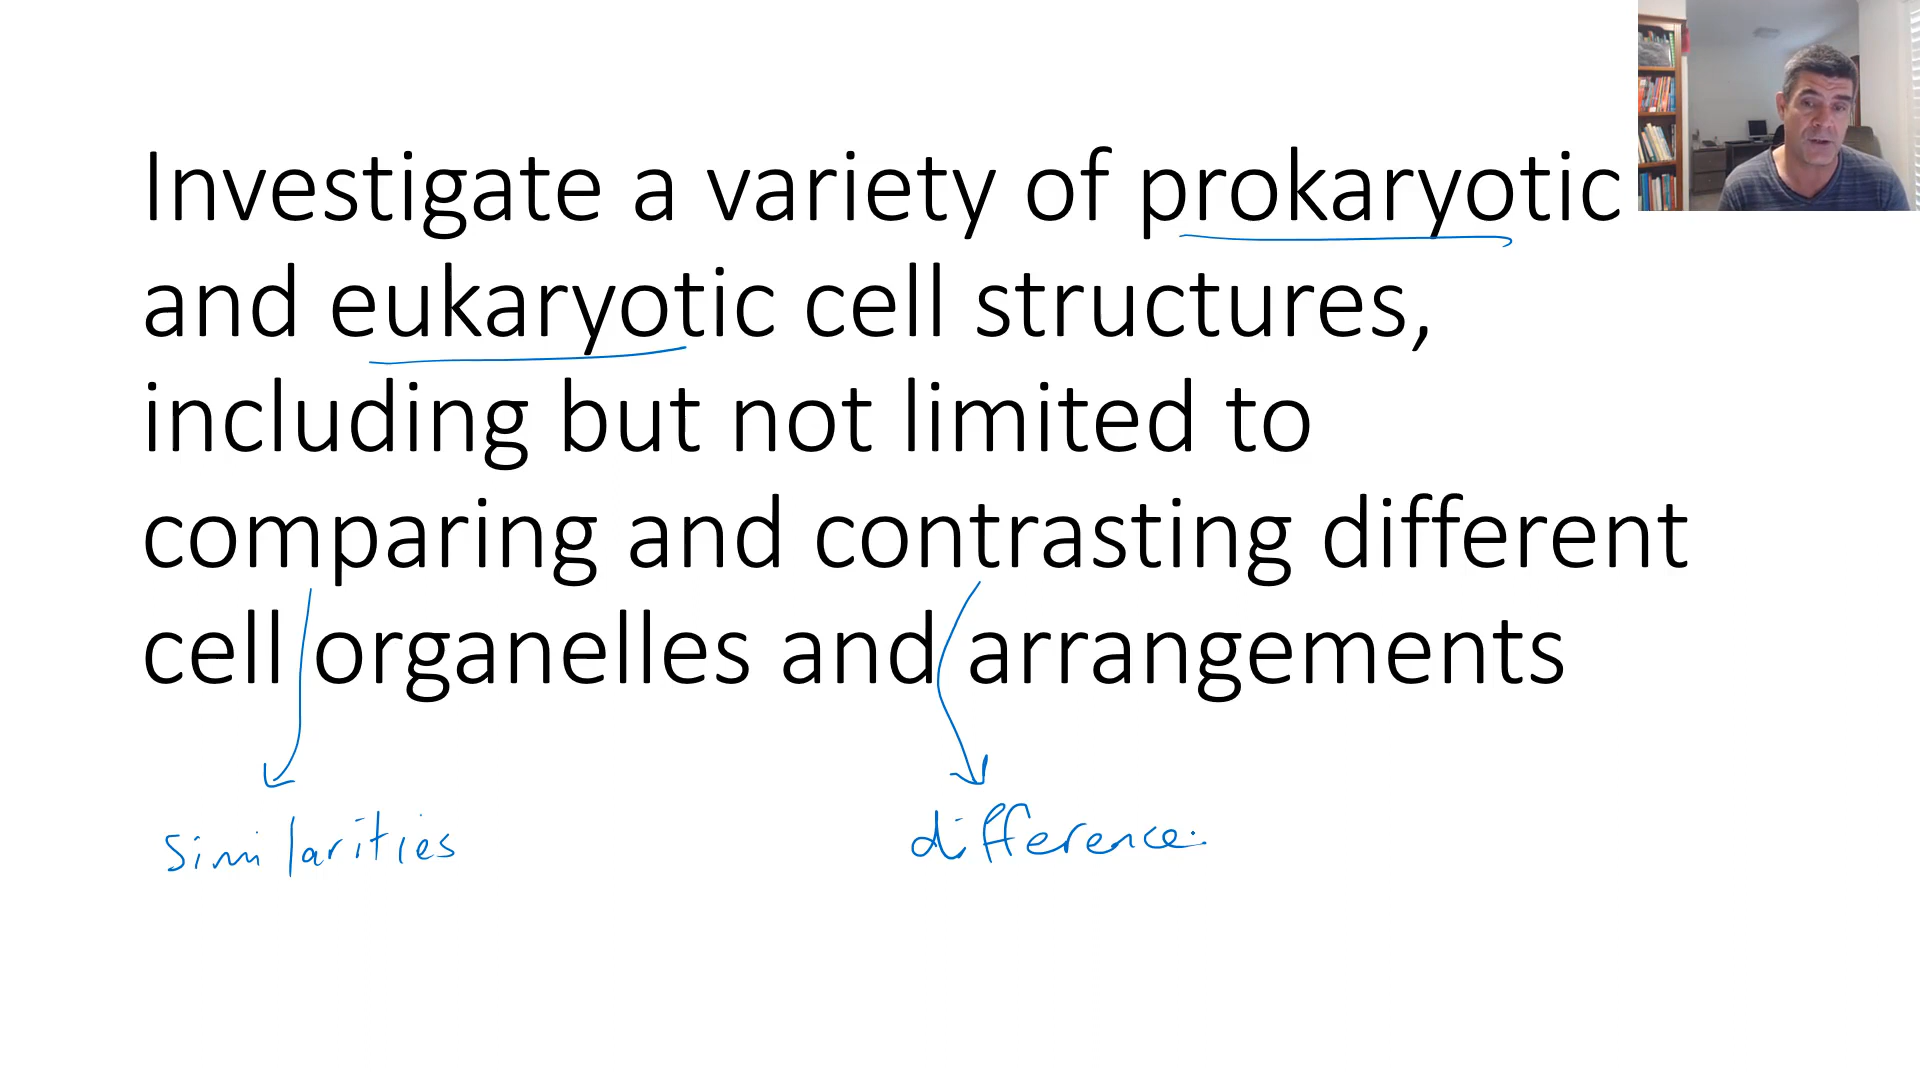 Investigate a variety of prokaryotic
and eukaryotic cell structures,
including but not limited to
comparing and contrasting different
cell organelles and arrangements
similarities
difference